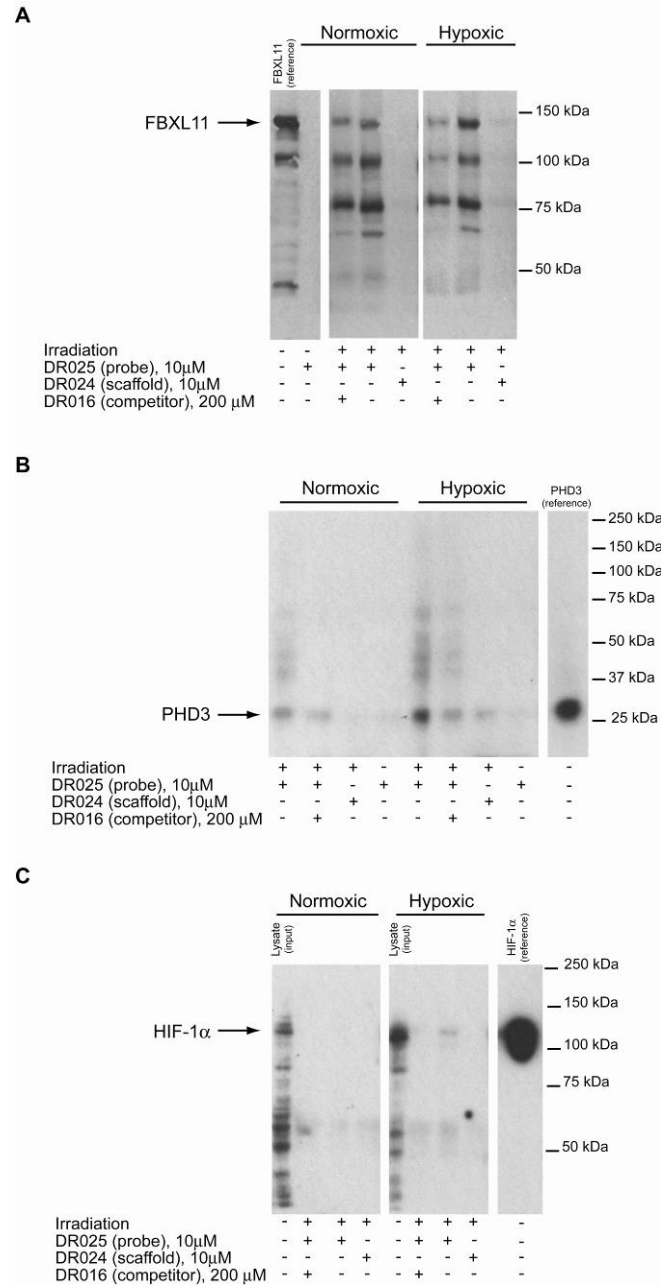 A
Normoxic Hypoxic
FBXL11
(reference)
FBXL11
150 kDa
100 kDa
75 kDa
50 kDa
Irradiation - - + + + + + +
DR025 (probe), 10µM - + + + - + + -
DR024 (scaffold), 10µM - - - - + - - +
DR016 (competitor), 200 µM - - + - - + - -
B
Normoxic Hypoxic
PHD3
(reference)
250 kDa
150 kDa
100 kDa
75 kDa
50 kDa
37 kDa
PHD3
25 kDa
Irradiation + + + - + + + - -
DR025 (probe), 10µM + + - + + + - + -
DR024 (scaffold), 10µM - - + - - - + - -
DR016 (competitor), 200 µM - + - - - + - - -
C
Normoxic Hypoxic
Lysate
(input)
Lysate
(input)
HIF-1α
(reference)
250 kDa
150 kDa
HIF-1α
100 kDa
75 kDa
50 kDa
Irradiation - + + + - + + + -
DR025 (probe), 10µM - + + - - + + - -
DR024 (scaffold), 10µM - - - + - - - + -
DR016 (competitor), 200 µM - + - - - + - - -